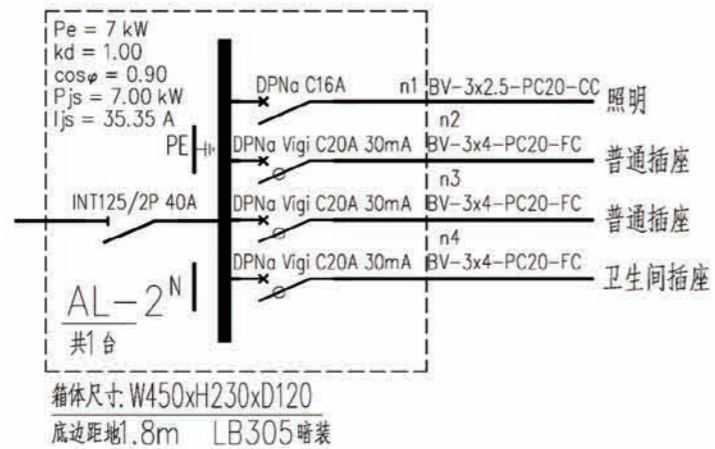 Pe = 7 kW
kd = 1.00
cosφ = 0.90
Pjs = 7.00 kW
Ijs = 35.35 A
DPNa C16A n1 BV-3x2.5-PC20-CC 照明
n2
PE DPNa Vigi C20A 30mA BV-3x4-PC20-FC 普通插座
n3
INT125/2P 40A DPNa Vigi C20A 30mA BV-3x4-PC20-FC 普通插座
n4
DPNa Vigi C20A 30mA BV-3x4-PC20-FC 卫生间插座
AL-2 N
共1台
箱体尺寸: W450xH230xD120
底边距地1.8m LB305暗装